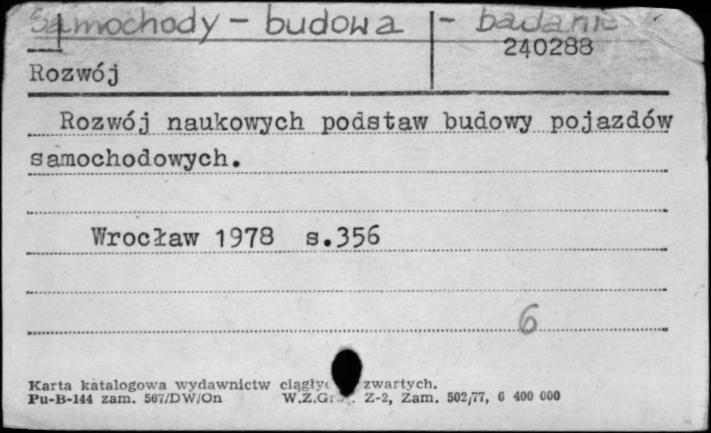 Samochody - budowa - badanie
240288
Rozwój
Rozwój naukowych podstaw budowy pojazdów
samochodowych.
Wrocław 1978 s.356
6
Karta katalogowa wydawnictw zwartych.
Pu-B-144 zam. 567/DW/On Z-2, Zam. 502/77, 6 400 000